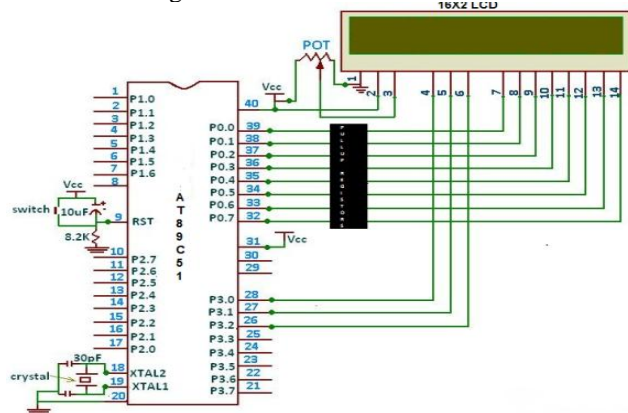 16X2 LCD
POT
Vcc
1 2 3 4 5 6 7 8 9 10 11 12 13 14
1 P1.0
2 P1.1
3 P1.2
4 P1.3
5 P1.4
6 P1.5
7 P1.6
8
Vcc
switch
10uF
+
-
9 RST
8.2K
10 P2.7
11 P2.6
12 P2.5
13 P2.4
14 P2.3
15 P2.2
16 P2.1
17 P2.0
30pF
18 XTAL2
crystal
19 XTAL1
20
AT89C51
40
P0.0 39
P0.1 38
P0.2 37
P0.3 36
P0.4 35
P0.5 34
P0.6 33
P0.7 32
PULLUP RESISTORS
31 Vcc
30
29
P3.0 28
P3.1 27
P3.2 26
P3.3 25
P3.4 24
P3.5 23
P3.6 22
P3.7 21